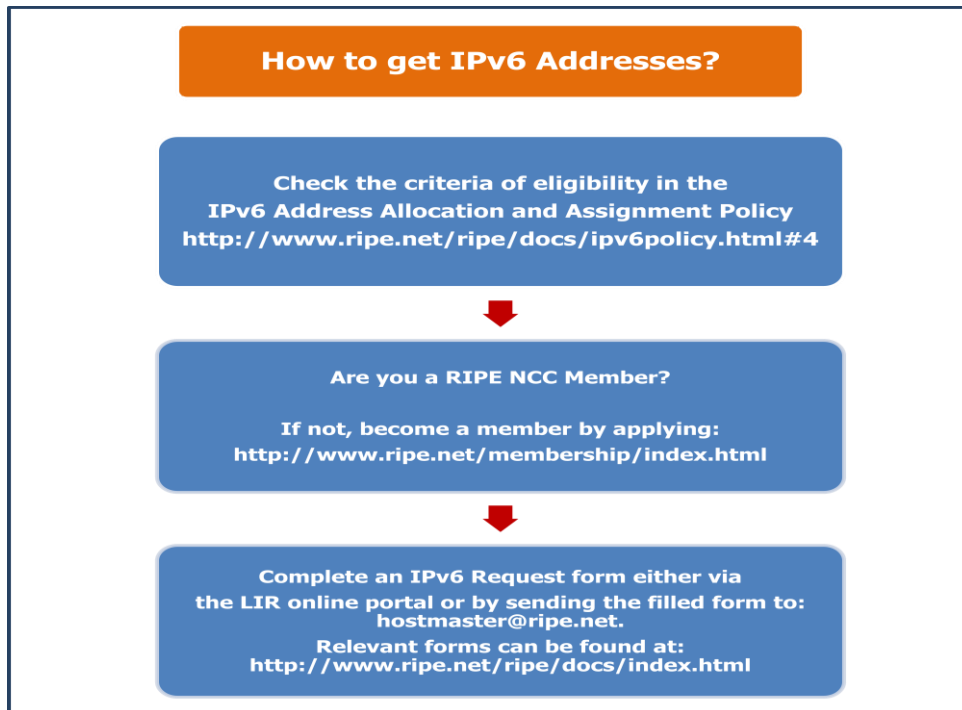 How to get IPv6 Addresses?
Check the criteria of eligibility in the
IPv6 Address Allocation and Assignment Policy
http://www.ripe.net/ripe/docs/ipv6policy.html#4
Are you a RIPE NCC Member?
If not, become a member by applying:
http://www.ripe.net/membership/index.html
Complete an IPv6 Request form either via
the LIR online portal or by sending the filled form to:
hostmaster@ripe.net.
Relevant forms can be found at:
http://www.ripe.net/ripe/docs/index.html